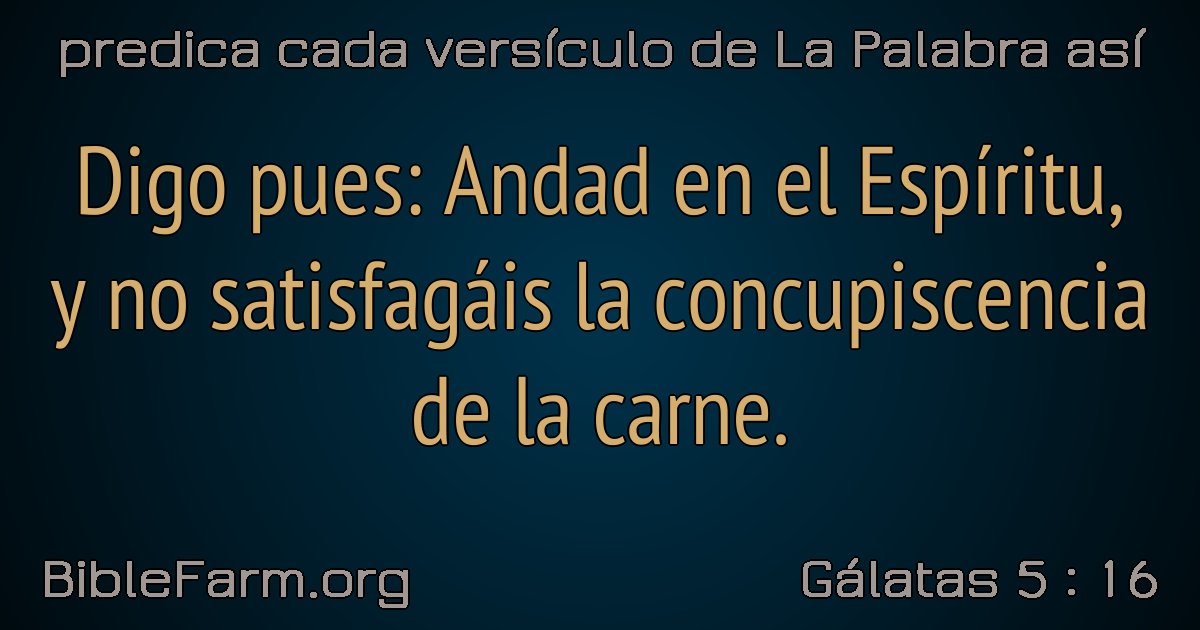 predica cada versículo de La Palabra así
Digo pues: Andad en el Espíritu,
y no satisfagáis la concupiscencia
de la carne.
BibleFarm.org
Gálatas 5 : 16